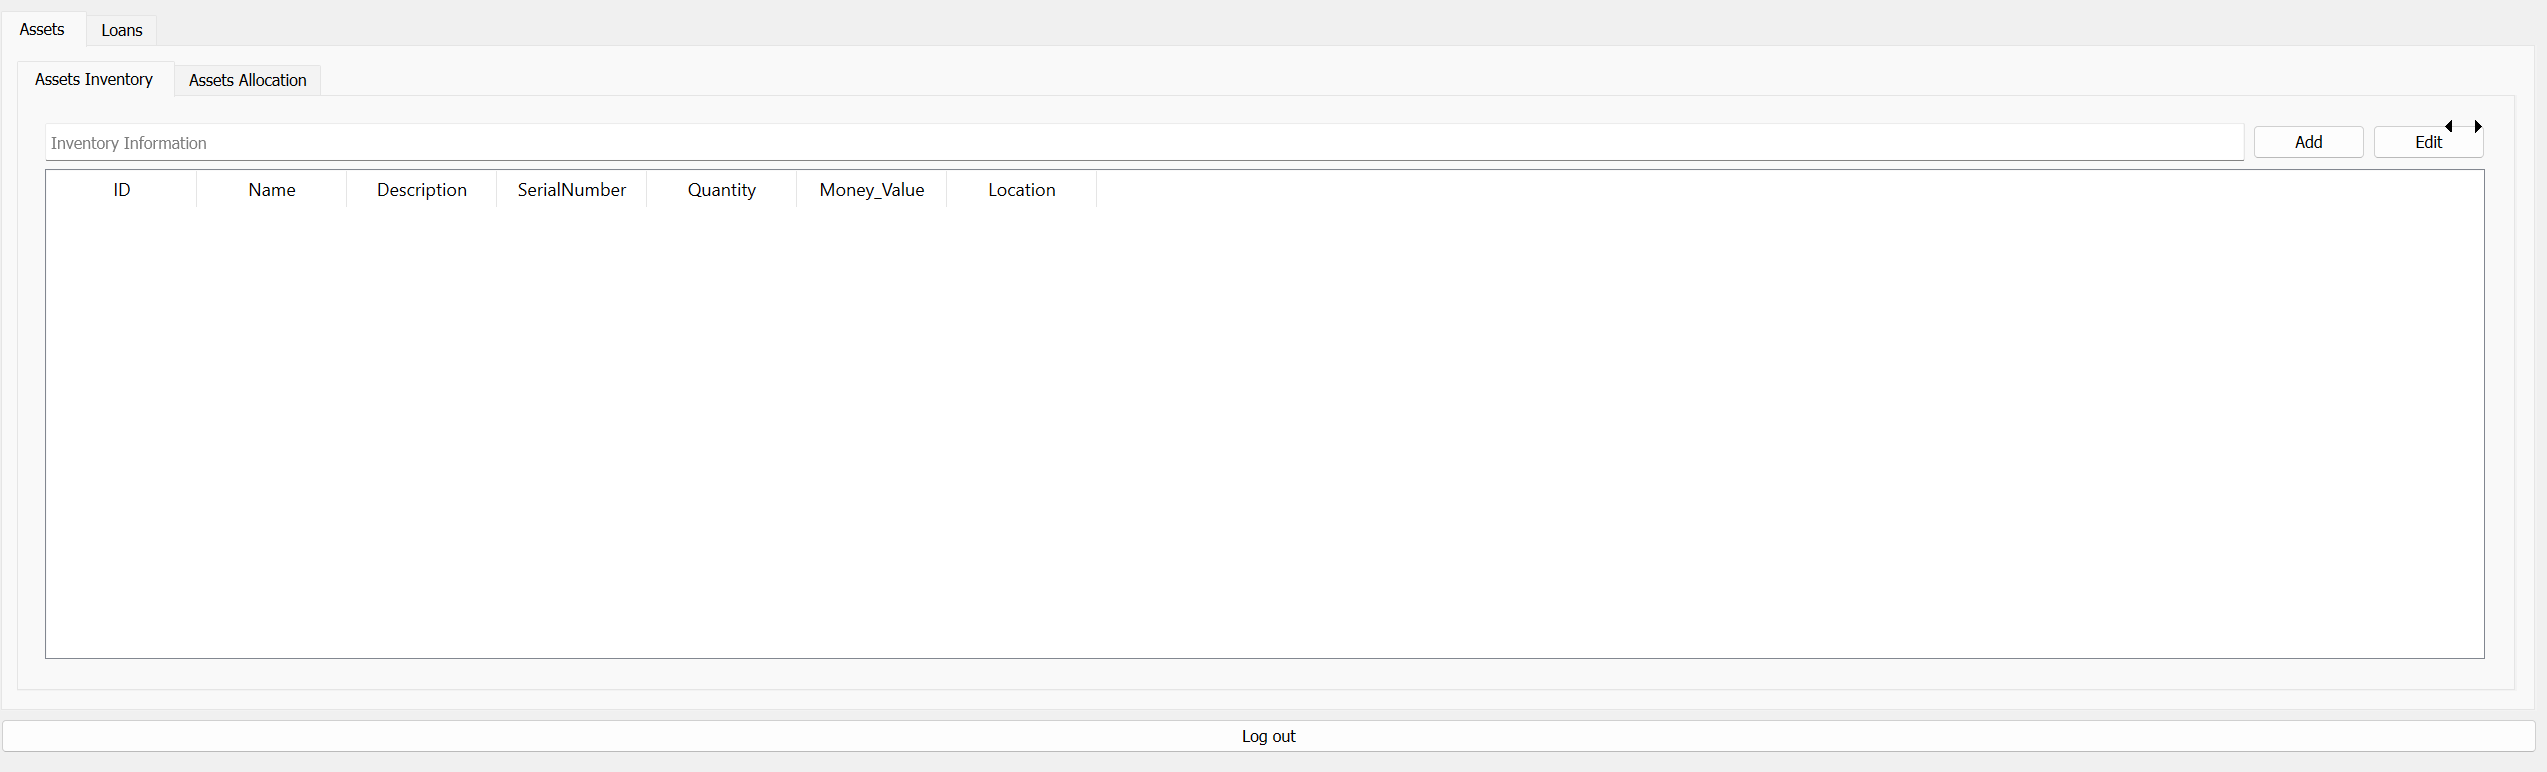 Assets Loans
Assets Inventory Assets Allocation
Inventory Information Add Edit
ID Name Description SerialNumber Quantity Money_Value Location
Log out